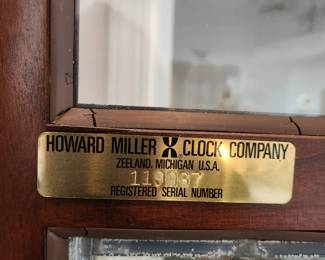 HOWARD MILLER CLOCK COMPANY
ZEELAND, MICHIGAN U.S.A.
REGISTERED SERIAL NUMBER